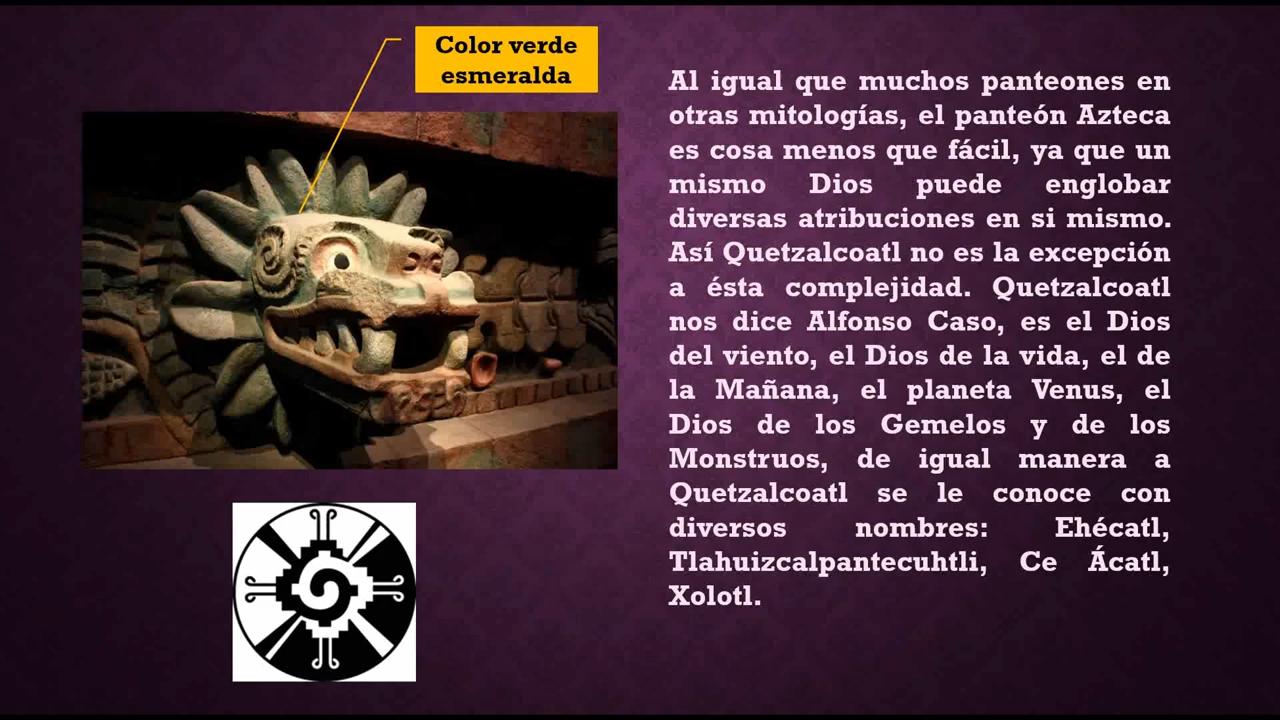 Color verde
esmeralda
Al igual que muchos panteones en
otras mitologías, el panteón Azteca
es cosa menos que fácil, ya que un
mismo Dios puede englobar
diversas atribuciones en si mismo.
Así Quetzalcoatl no es la excepción
a ésta complejidad. Quetzalcoatl
nos dice Alfonso Caso, es el Dios
del viento, el Dios de la vida, el de
la Mañana, el planeta Venus, el
Dios de los Gemelos y de los
Monstruos, de igual manera a
Quetzalcoatl se le conoce con
diversos nombres: Ehécatl,
Tlahuizcalpantecuhtli, Ce Ácatl,
Xolotl.